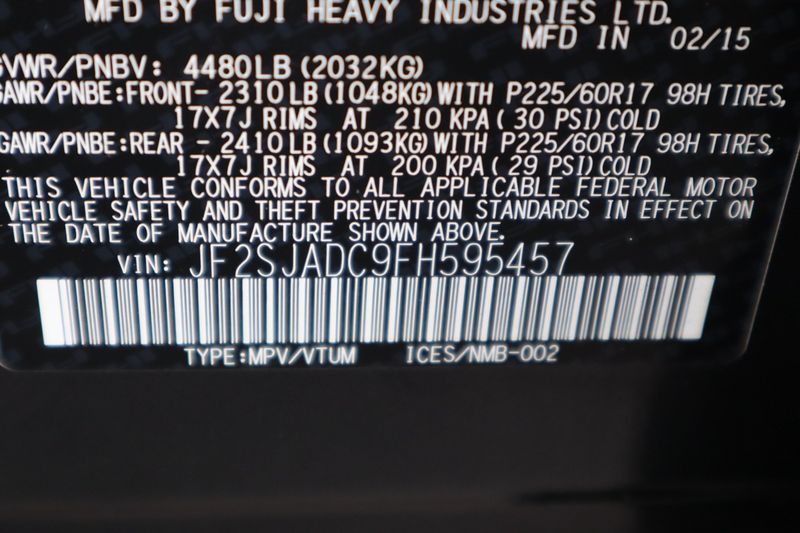 MFD BY FUJI HEAVY INDUSTRIES LTD.
MFD IN 02/15
GVWR/PNBV: 4480LB (2032KG)
GAWR/PNBE:FRONT- 2310 LB (1048KG) WITH P225/60R17 98H TIRES,
17X7J RIMS AT 210 KPA ( 30 PSI) COLD
GAWR/PNBE:REAR - 2410 LB (1093KG) WITH P225/60R17 98H TIRES,
17X7J RIMS AT 200 KPA ( 29 PSI) COLD
THIS VEHICLE CONFORMS TO ALL APPLICABLE FEDERAL MOTOR
VEHICLE SAFETY AND THEFT PREVENTION STANDARDS IN EFFECT ON
THE DATE OF MANUFACTURE SHOWN ABOVE.
VIN: JF2SJADC9FH595457
TYPE:MPV/VTUM ICES/NMB-002